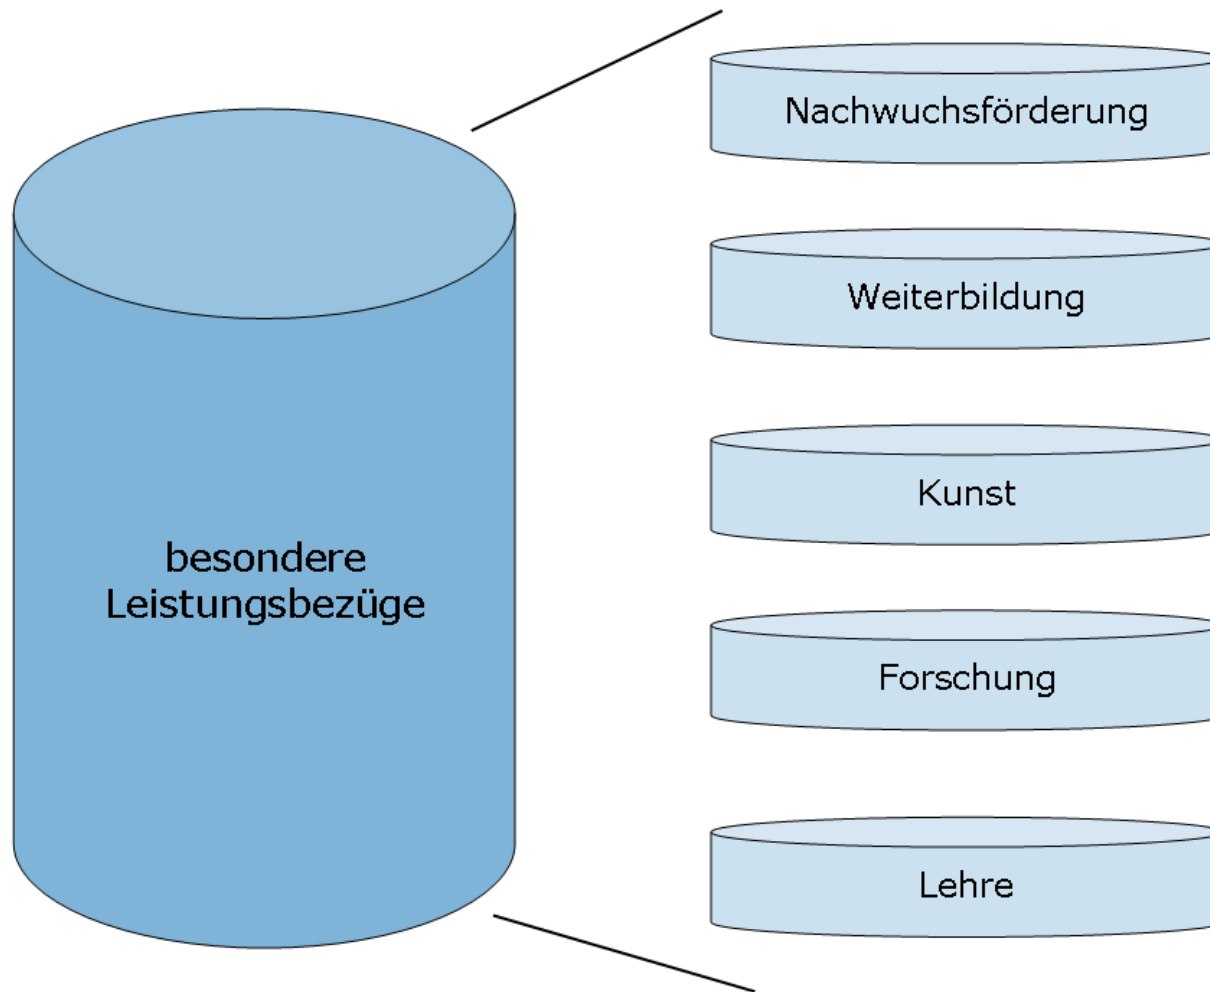 Nachwuchsförderung
Weiterbildung
Kunst
besondere
Leistungsbezüge
Forschung
Lehre